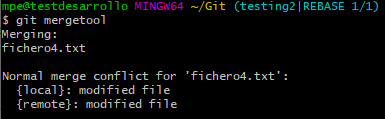 mpe@testdesarrollo MINGW64 ~/Git (testing2|REBASE 1/1)
$ git mergetool
Merging:
fichero4.txt

Normal merge conflict for 'fichero4.txt':
  {local}: modified file
  {remote}: modified file